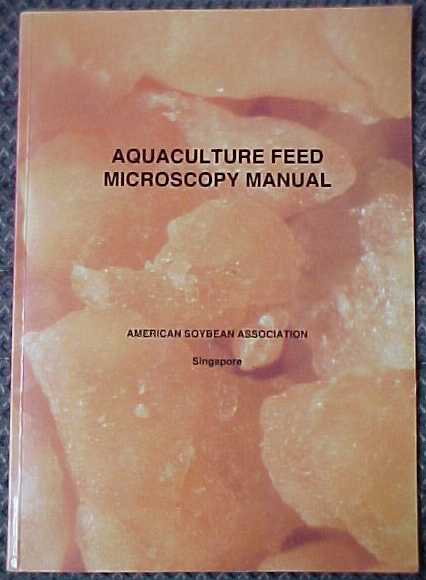 AQUACULTURE FEED
MICROSCOPY MANUAL
AMERICAN SOYBEAN ASSOCIATION
Singapore